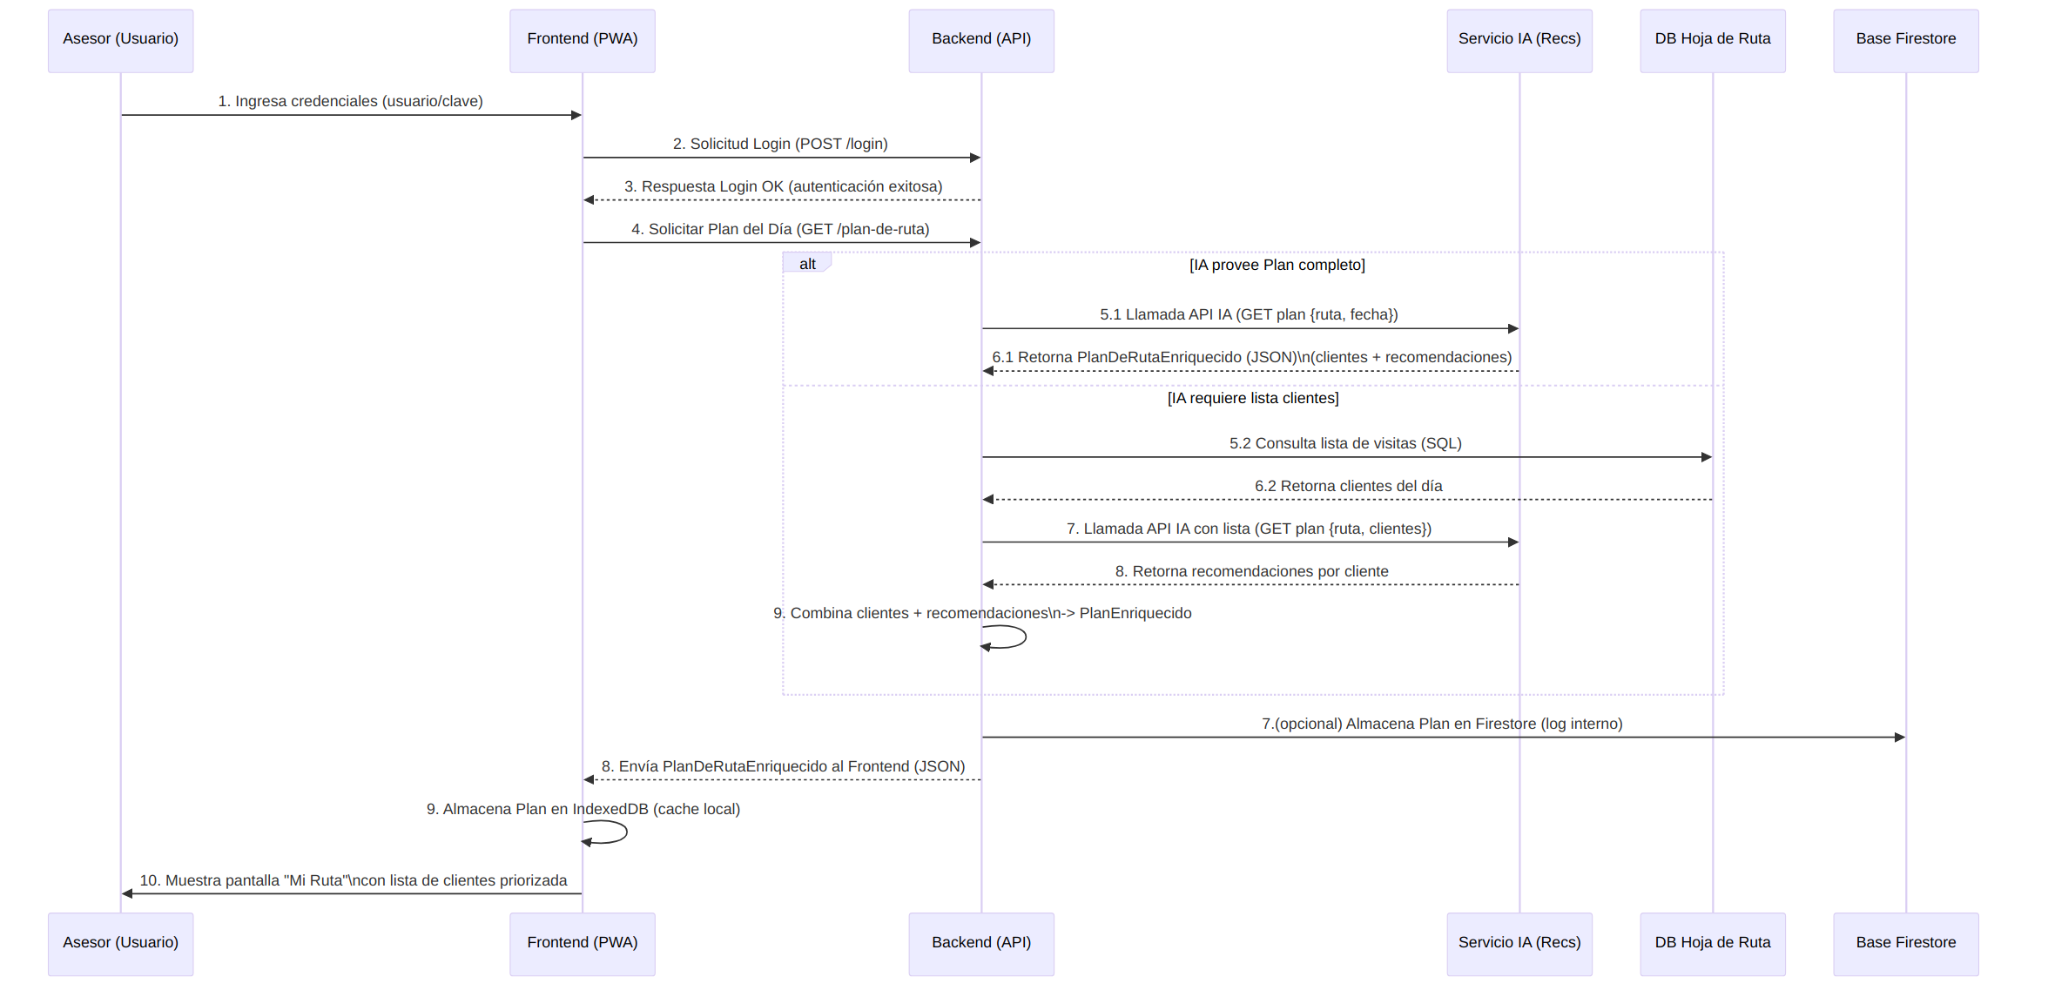 Asesor (Usuario)
Frontend (PWA)
Backend (API)
Servicio IA (Recs)
DB Hoja de Ruta
Base Firestore
1. Ingresa credenciales (usuario/clave)
2. Solicitud Login (POST /login)
3. Respuesta Login OK (autenticación exitosa)
4. Solicitar Plan del Día (GET /plan-de-ruta)
alt
[IA provee Plan completo]
5.1 Llamada API IA (GET plan {ruta, fecha})
6.1 Retorna PlanDeRutaEnriquecido (JSON)\n(clientes + recomendaciones)
[IA requiere lista clientes]
5.2 Consulta lista de visitas (SQL)
6.2 Retorna clientes del día
7. Llamada API IA con lista (GET plan {ruta, clientes})
8. Retorna recomendaciones por cliente
9. Combina clientes + recomendaciones\n-> PlanEnriquecido
7.(opcional) Almacena Plan en Firestore (log interno)
8. Envía PlanDeRutaEnriquecido al Frontend (JSON)
9. Almacena Plan en IndexedDB (cache local)
10. Muestra pantalla "Mi Ruta"\ncon lista de clientes priorizada
Asesor (Usuario)
Frontend (PWA)
Backend (API)
Servicio IA (Recs)
DB Hoja de Ruta
Base Firestore